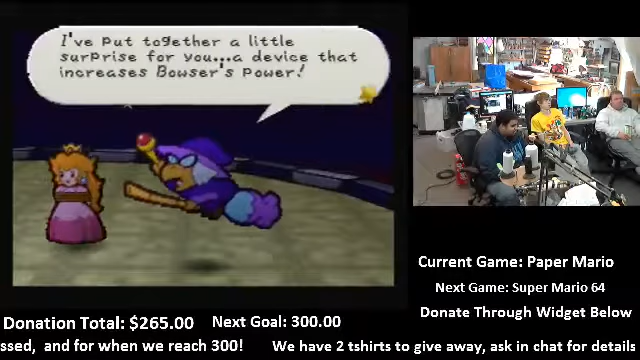 I've put together a little
surprise for you...a device that
increases Bowser's power!
Current Game: Paper Mario
Next Game: Super Mario 64
Donate Through Widget Below
Donation Total: $265.00 Next Goal: 300.00
ssed, and for when we reach 300! We have 2 tshirts to give away, ask in chat for details